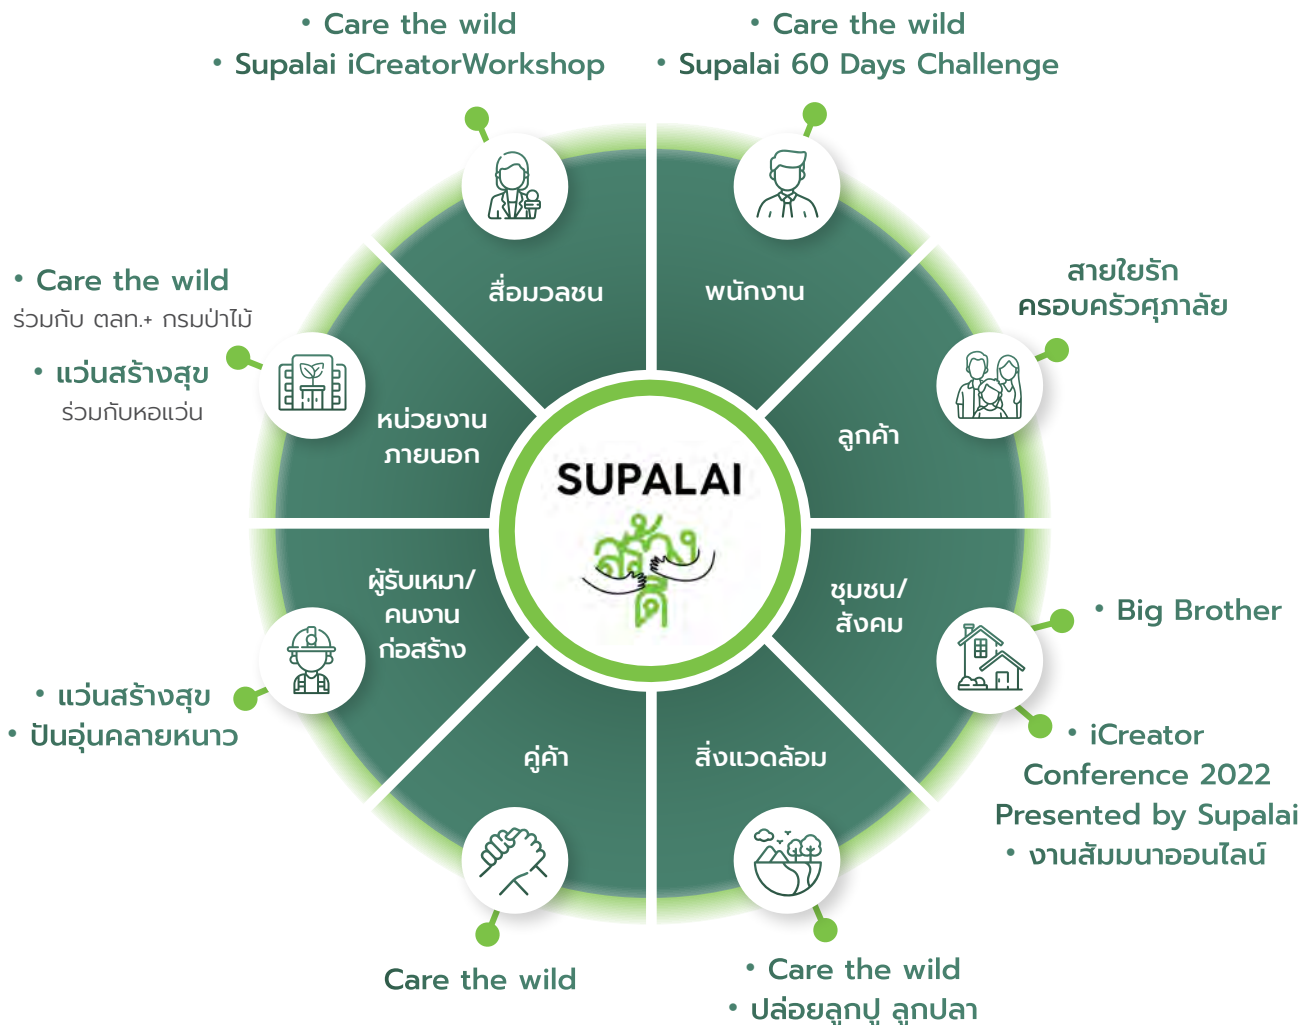 • Care the wild
• Supalai iCreatorWorkshop
• Care the wild
• Supalai 60 Days Challenge
สื่อมวลชน
พนักงาน
สายใยรัก
ครอบครัวศุภาลัย
• Care the wild
ร่วมกับ ตลท.+ กรมป่าไม้
• แว่นสร้างสุข
ร่วมกับหอแว่น
หน่วยงาน
ภายนอก
ลูกค้า
SUPALAI
สร้าง
ดี
ผู้รับเหมา/
คนงาน
ก่อสร้าง
ชุมชน/
สังคม
• Big Brother
• แว่นสร้างสุข
• ปันอุ่นคลายหนาว
• iCreator
Conference 2022
Presented by Supalai
• งานสัมมนาออนไลน์
คู่ค้า
สิ่งแวดล้อม
Care the wild
• Care the wild
• ปล่อยลูกปู ลูกปลา